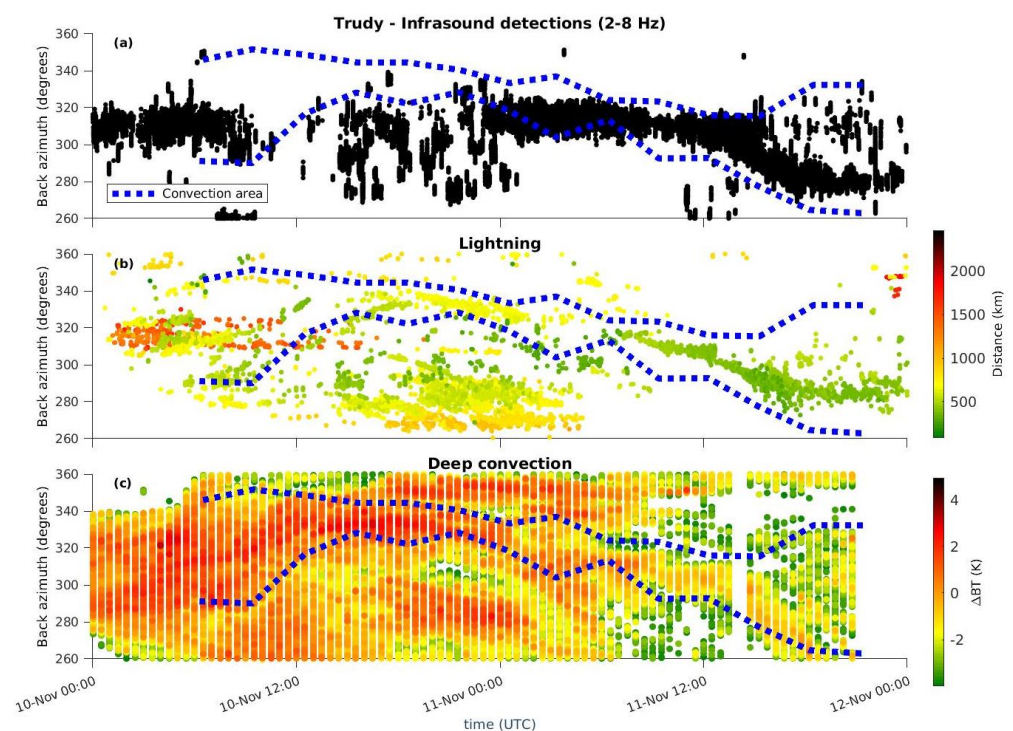 Trudy - Infrasound detections (2-8 Hz)
(a)
Back azimuth (degrees)
360
340
320
300
280
260
Convection area
Lightning
(b)
Back azimuth (degrees)
360
340
320
300
280
260
Distance (km)
2000
1500
1000
500
Deep convection
(c)
Back azimuth (degrees)
360
340
320
300
280
260
ΔBT (K)
4
2
0
-2
10-Nov 00:00
10-Nov 12:00
11-Nov 00:00
11-Nov 12:00
12-Nov 00:00
time (UTC)